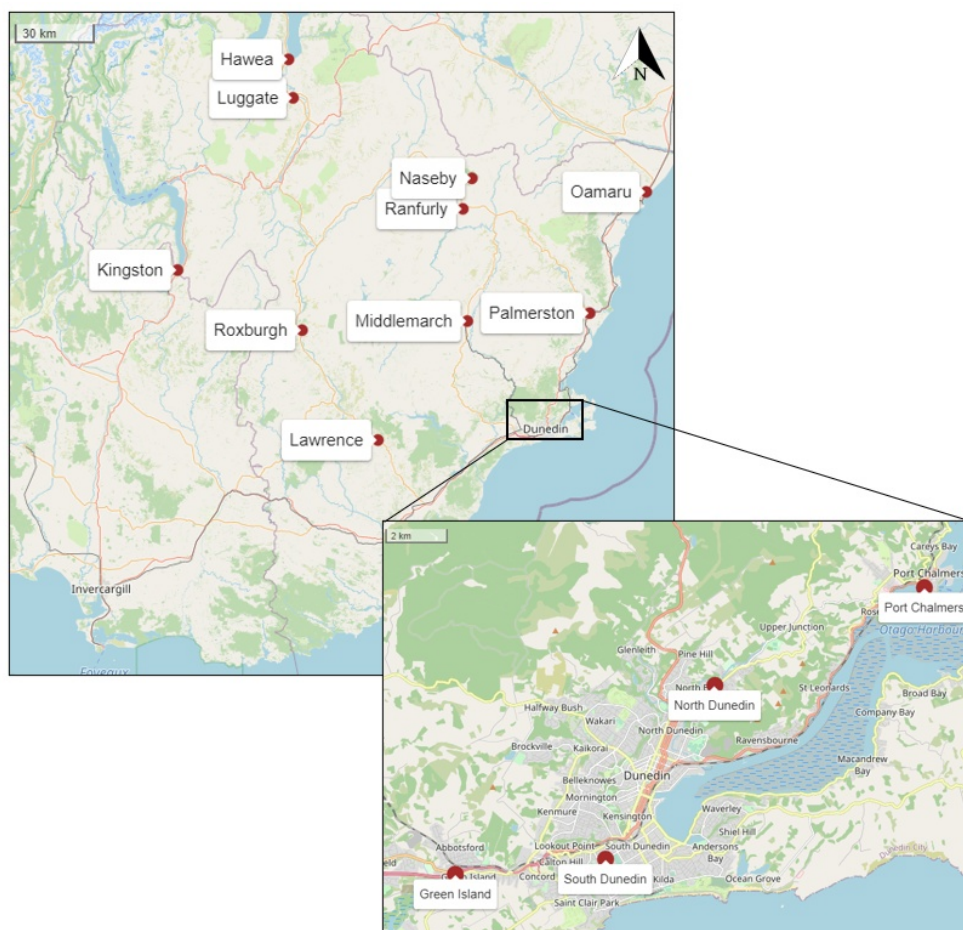 30 km
N
Hawea
Luggate
Naseby
Ranfurly
Oamaru
Kingston
Roxburgh
Middlemarch
Palmerston
Dunedin
Lawrence
Invercargill
Foveaux
2 km
Careys Bay
Port Chalmers
Port Chalmers
Otago Harbour
Upper Junction
Glenleith
Pine Hill
North Dunedin
St Leonards
Broad Bay
Company Bay
Halfway Bush
Wakari
North Dunedin
Ravensbourne
Brockville
Kaikorai
Macandrew
Bay
Dunedin
Belleknowes
Mornington
Kenmure
Kensington
Waverley
Shiel Hill
Abbotsford
Lookout Point
South Dunedin
Andersons
Bay
Calton Hill
Concord
Green Island
South Dunedin
Kilda
Ocean Grove
Saint Clair Park
Dunedin City